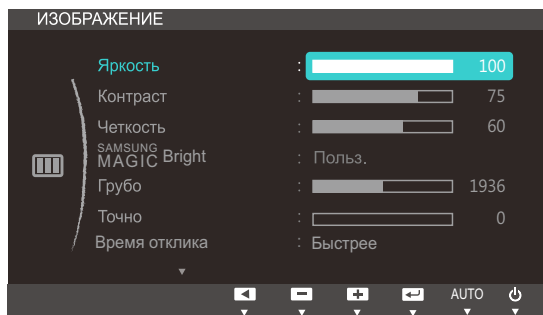 ИЗОБРАЖЕНИЕ
Яркость : 100
Контраст : 75
Четкость : 60
SAMSUNG MAGIC Bright : Польз.
Грубо : 1936
Точно : 0
Время отклика : Быстрее
AUTO